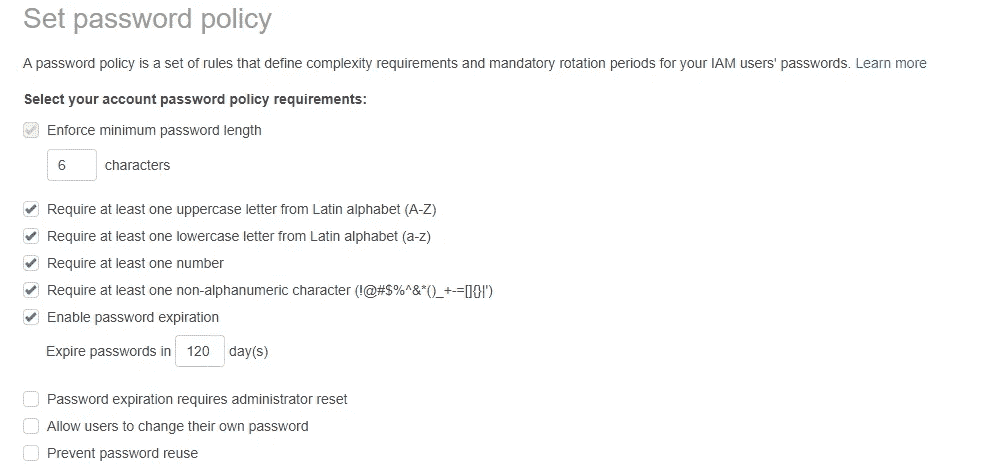 Set password policy
A password policy is a set of rules that define complexity requirements and mandatory rotation periods for your IAM users' passwords. Learn more
Select your account password policy requirements:
Enforce minimum password length
6 characters
Require at least one uppercase letter from Latin alphabet (A-Z)
Require at least one lowercase letter from Latin alphabet (a-z)
Require at least one number
Require at least one non-alphanumeric character (!@#$%^&*()_+-=[]{}|')
Enable password expiration
Expire passwords in 120 day(s)
Password expiration requires administrator reset
Allow users to change their own password
Prevent password reuse